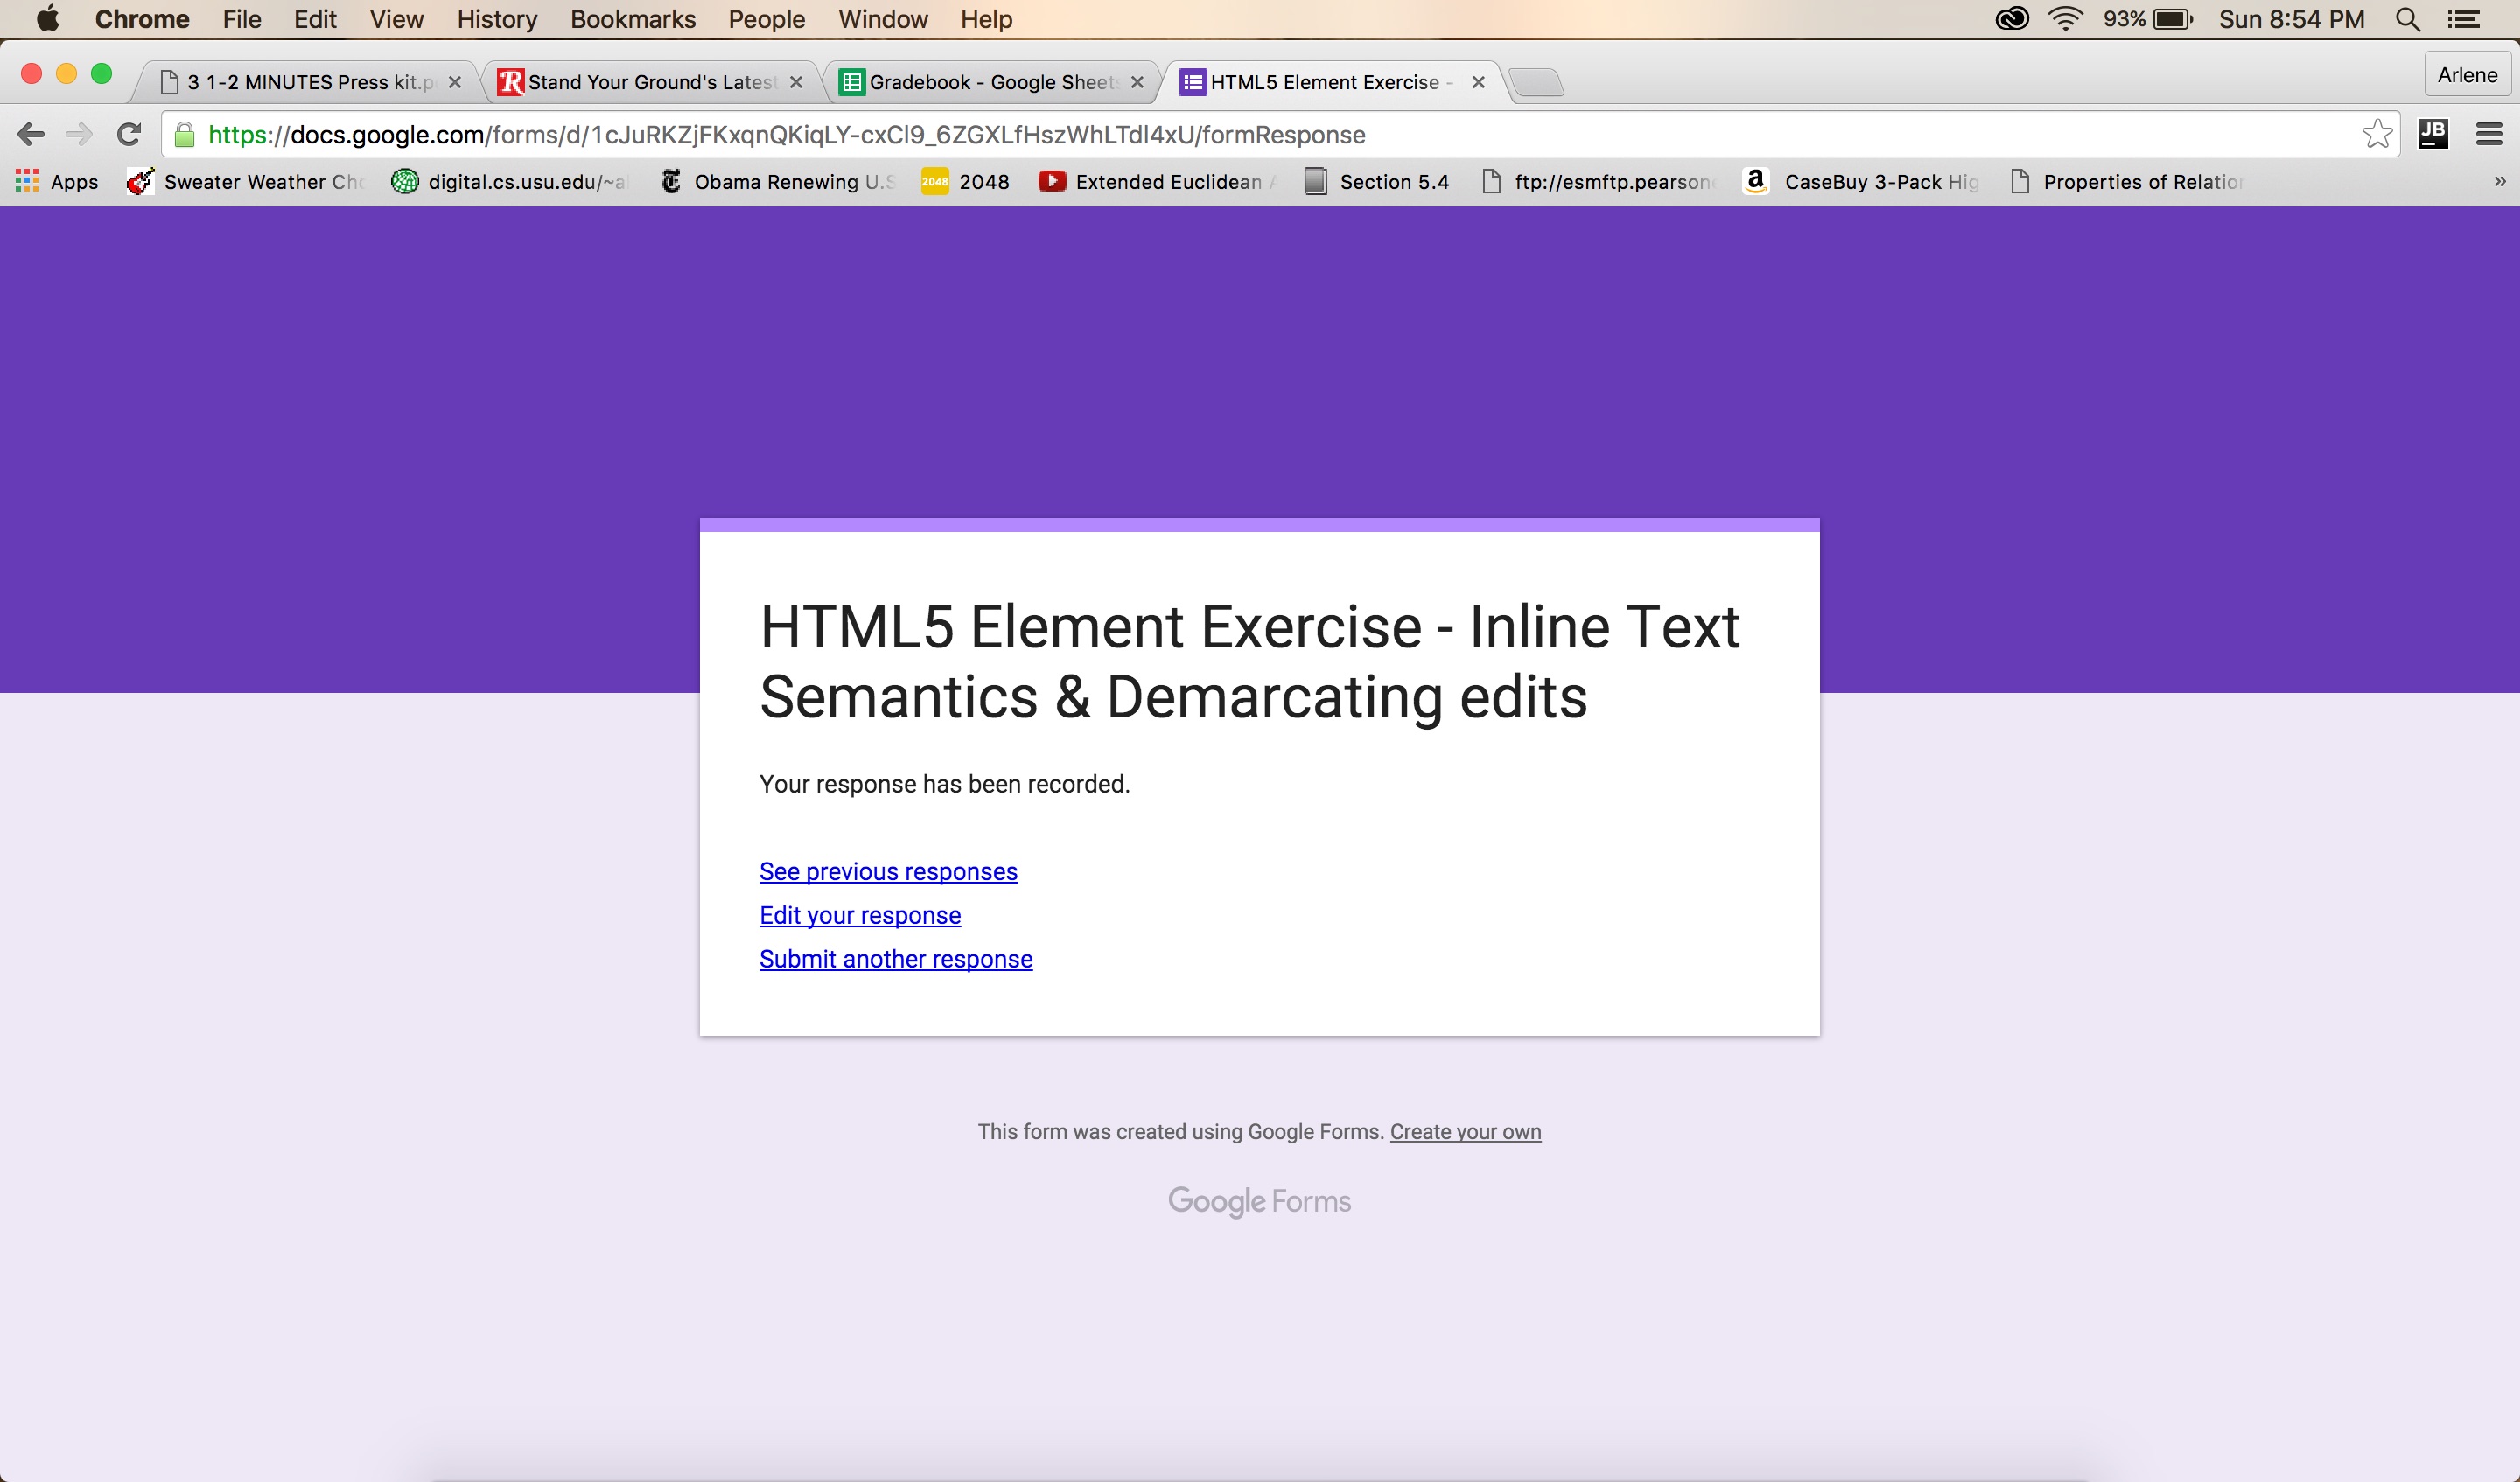 Chrome File Edit View History Bookmarks People Window Help 93% Sun 8:54 PM
3 1-2 MINUTES Press kit.p Stand Your Ground's Latest Gradebook - Google Sheets HTML5 Element Exercise - Arlene
https://docs.google.com/forms/d/1cJuRKZjFKxqnQKiqLY-cxCl9_6ZGXLfHszWhLTdl4xU/formResponse JB
Apps Sweater Weather Cho digital.cs.usu.edu/~a Obama Renewing U.S 2048 2048 Extended Euclidean A Section 5.4 ftp://esmftp.pearson CaseBuy 3-Pack Hig Properties of Relation »
HTML5 Element Exercise - Inline Text
Semantics & Demarcating edits
Your response has been recorded.
See previous responses
Edit your response
Submit another response
This form was created using Google Forms. Create your own
Google Forms